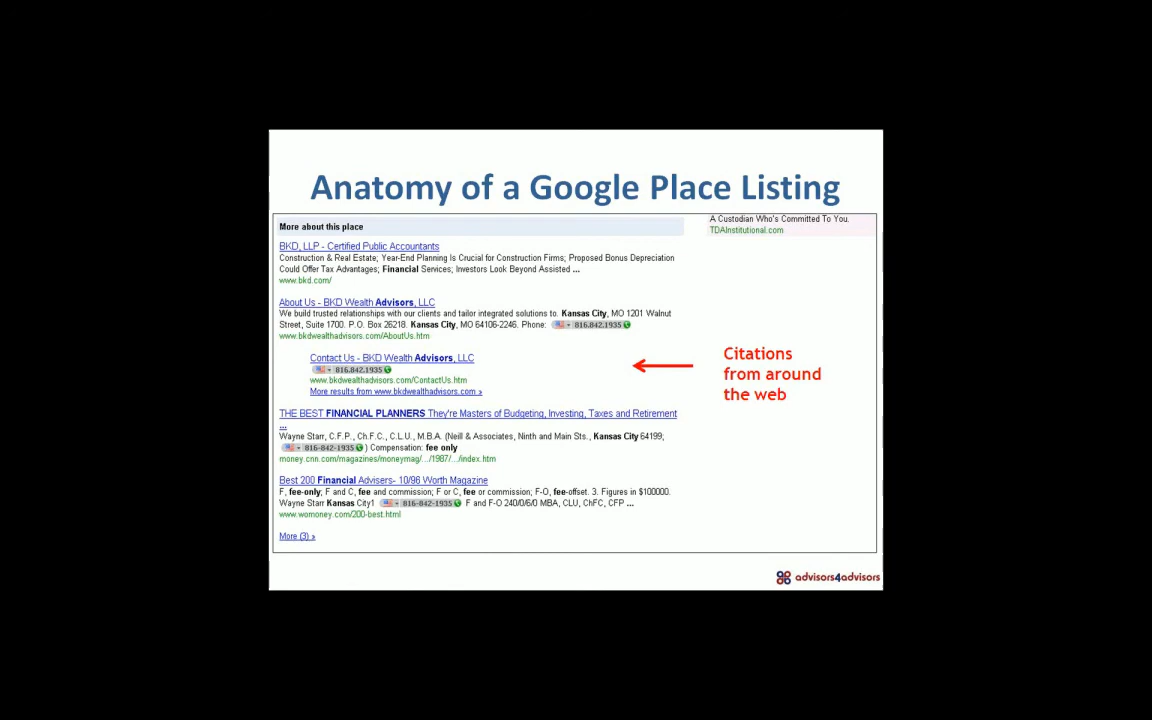 Anatomy of a Google Place Listing
More about this place
A Custodian Who's Committed To You.
TDAInstitutional.com
BKD, LLP - Certified Public Accountants
Construction & Real Estate; Year-End Planning Is Crucial for Construction Firms; Proposed Bonus Depreciation
Could Offer Tax Advantages; Financial Services; Investors Look Beyond Assisted ...
www.bkd.com/
About Us - BKD Wealth Advisors, LLC
We build trusted relationships with our clients and tailor integrated solutions to. Kansas City, MO 1201 Walnut
Street, Suite 1700. P.O. Box 26218. Kansas City, MO 64106-2246. Phone: 816.842.1935
www.bkdwealthadvisors.com/AboutUs.htm
Contact Us - BKD Wealth Advisors, LLC
816.842.1935
www.bkdwealthadvisors.com/ContactUs.htm
More results from www.bkdwealthadvisors.com »
Citations
from around
the web
THE BEST FINANCIAL PLANNERS They're Masters of Budgeting, Investing, Taxes and Retirement
...
Wayne Starr, C.F.P., Ch.F.C., C.L.U., M.B.A. (Neill & Associates, Ninth and Main Sts., Kansas City 64199;
816-842-1935 ) Compensation: fee only
money.cnn.com/magazines/moneymag/.../1987/.../index.htm
Best 200 Financial Advisers- 10/96 Worth Magazine
F, fee-only; F and C, fee and commission; F or C, fee or commission; F-O, fee-offset. 3. Figures in $100000.
Wayne Starr Kansas City1 816-842-1935 F and F-O 240/0/6/0 MBA, CLU, ChFC, CFP ...
www.womoney.com/200-best.html
More (3) »
advisors4advisors